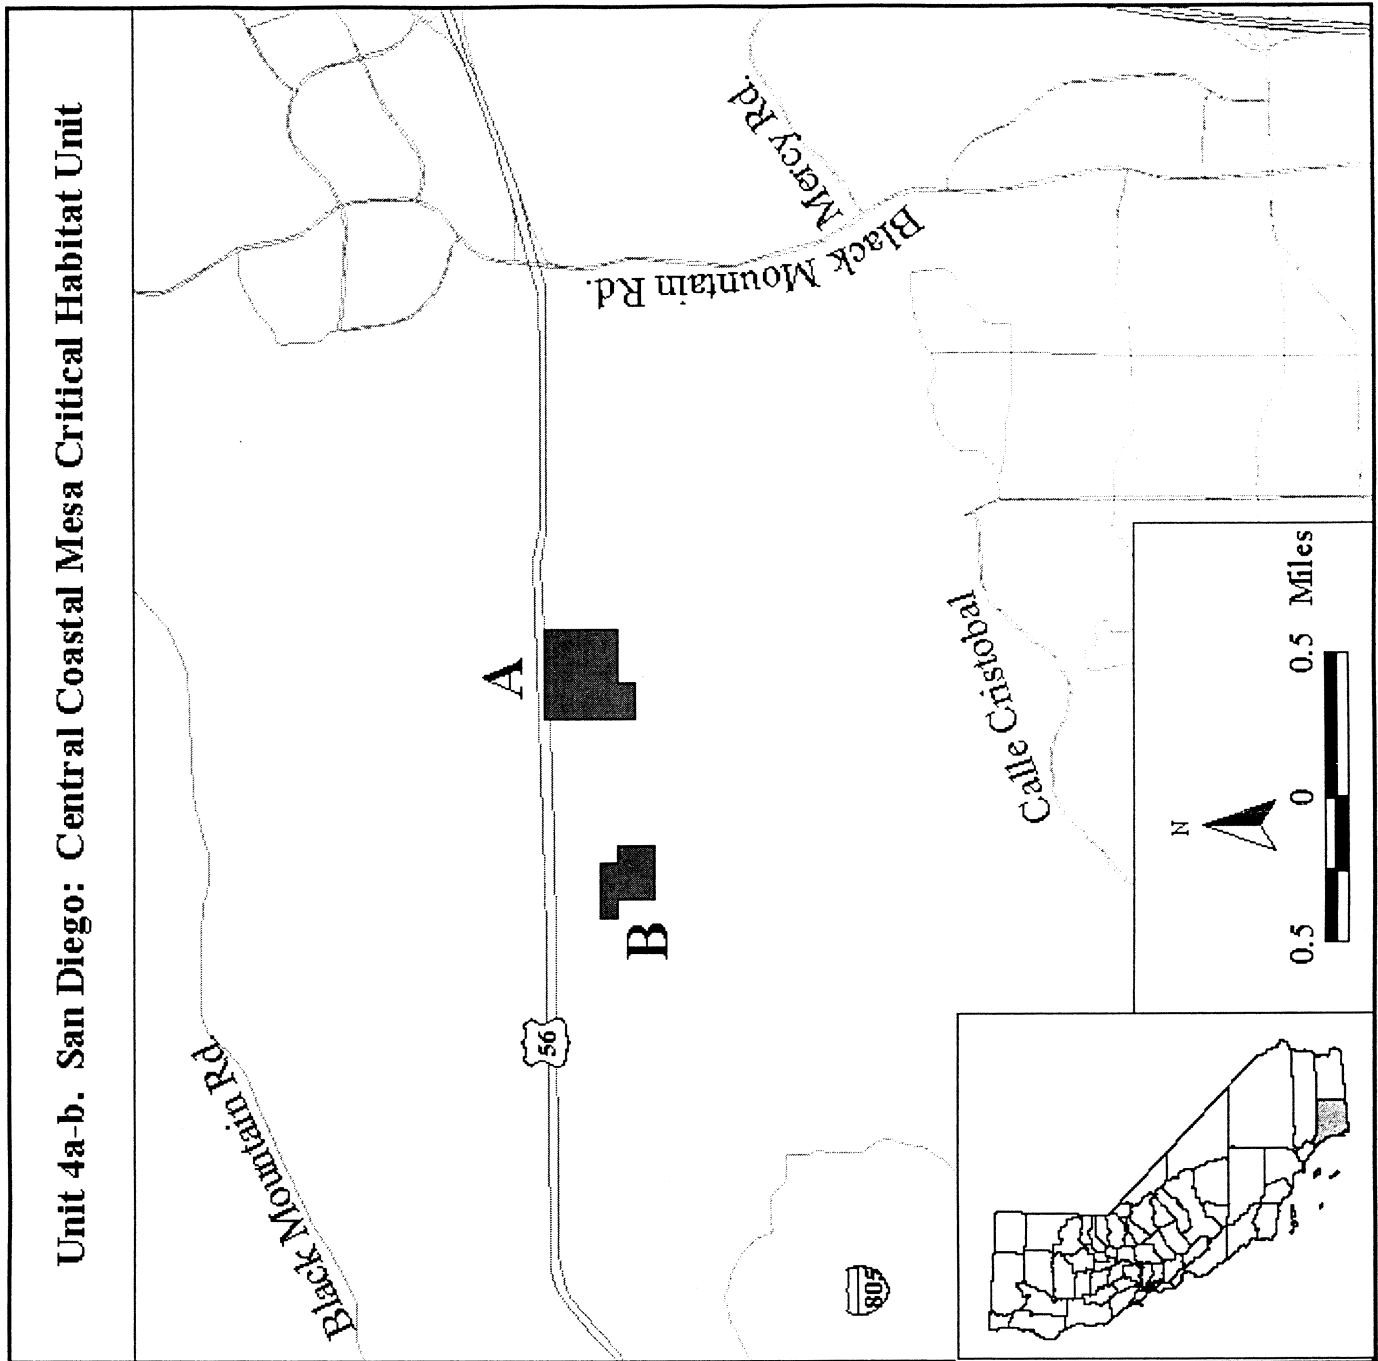 Unit 4a-b. San Diego: Central Coastal Mesa Critical Habitat Unit
Black Mountain Rd.
56
A
B
Black Mountain Rd.
Mercy Rd.
Calle Cristobal
805
N
0.5 0 0.5 Miles